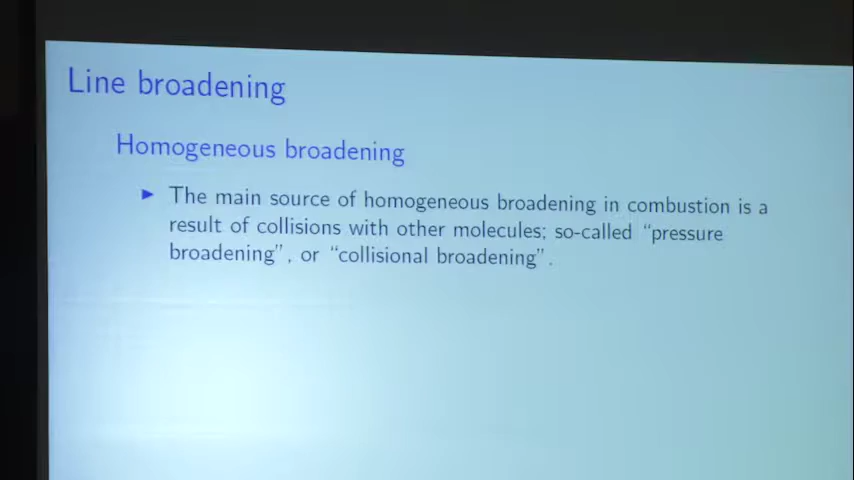 Line broadening
Homogeneous broadening
▶ The main source of homogeneous broadening in combustion is a
result of collisions with other molecules; so-called “pressure
broadening”, or “collisional broadening”.